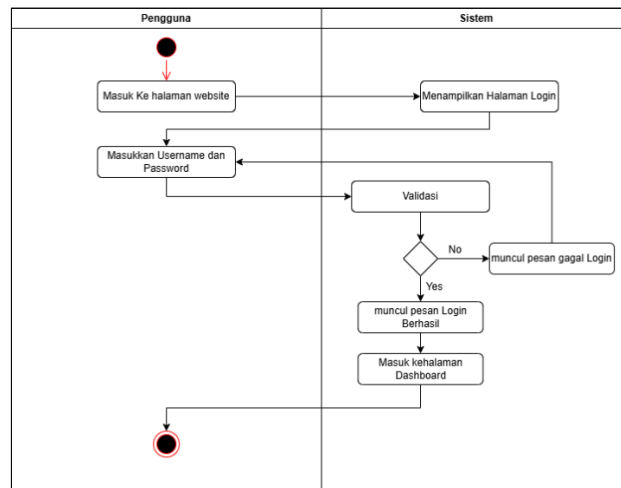 Pengguna
Sistem
Masuk Ke halaman website
Menampilkan Halaman Login
Masukkan Username dan
Password
Validasi
No
muncul pesan gagal Login
Yes
muncul pesan Login
Berhasil
Masuk kehalaman
Dashboard